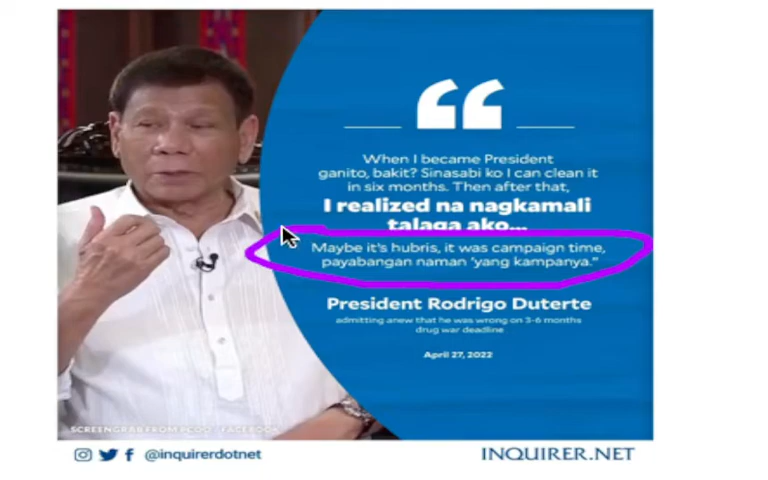 “
When I became President
ganito, bakit? Sinasabi ko I can clean it
in six months. Then after that,
I realized na nagkamali
talaga ako...
Maybe it's hubris, it was campaign time,
payabangan naman 'yang kampanya."
President Rodrigo Duterte
admitting anew that he was wrong on 3-6 months
drug war deadline
April 27, 2022
SCREENGRAB FROM PCOO / FACEBOOK
@inquirerdotnet
INQUIRER.NET